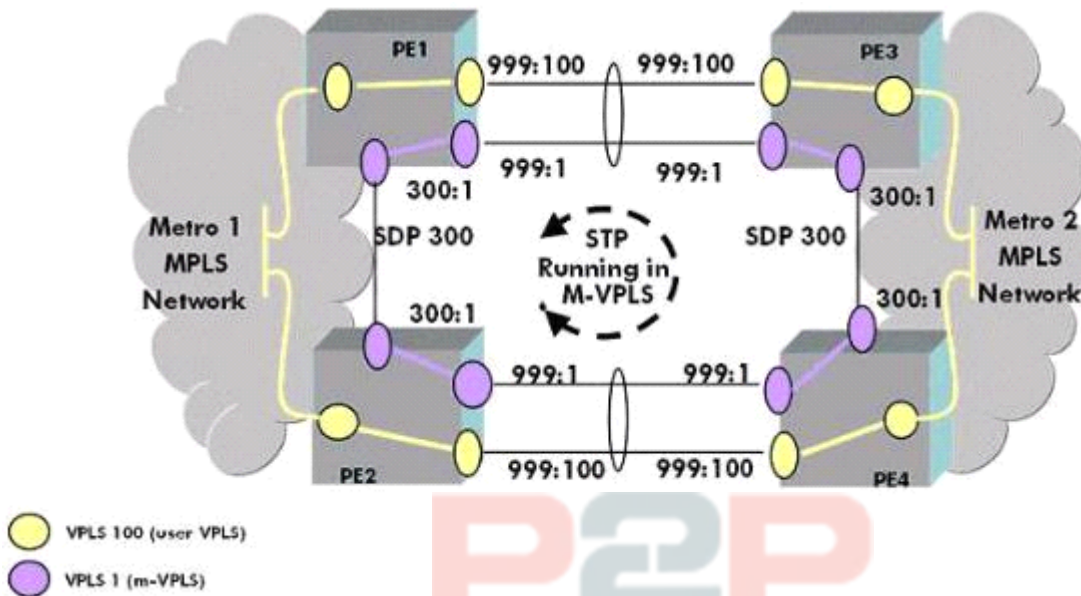 PE1
PE3
999:100
999:100
999:1
999:1
300:1
300:1
Metro 1
MPLS
Network
SDP 300
STP
Running in
M-VPLS
SDP 300
Metro 2
MPLS
Network
300:1
300:1
999:1
999:1
999:100
999:100
PE2
PE4
VPLS 100 (user VPLS)
VPLS 1 (m-VPLS)
P2P